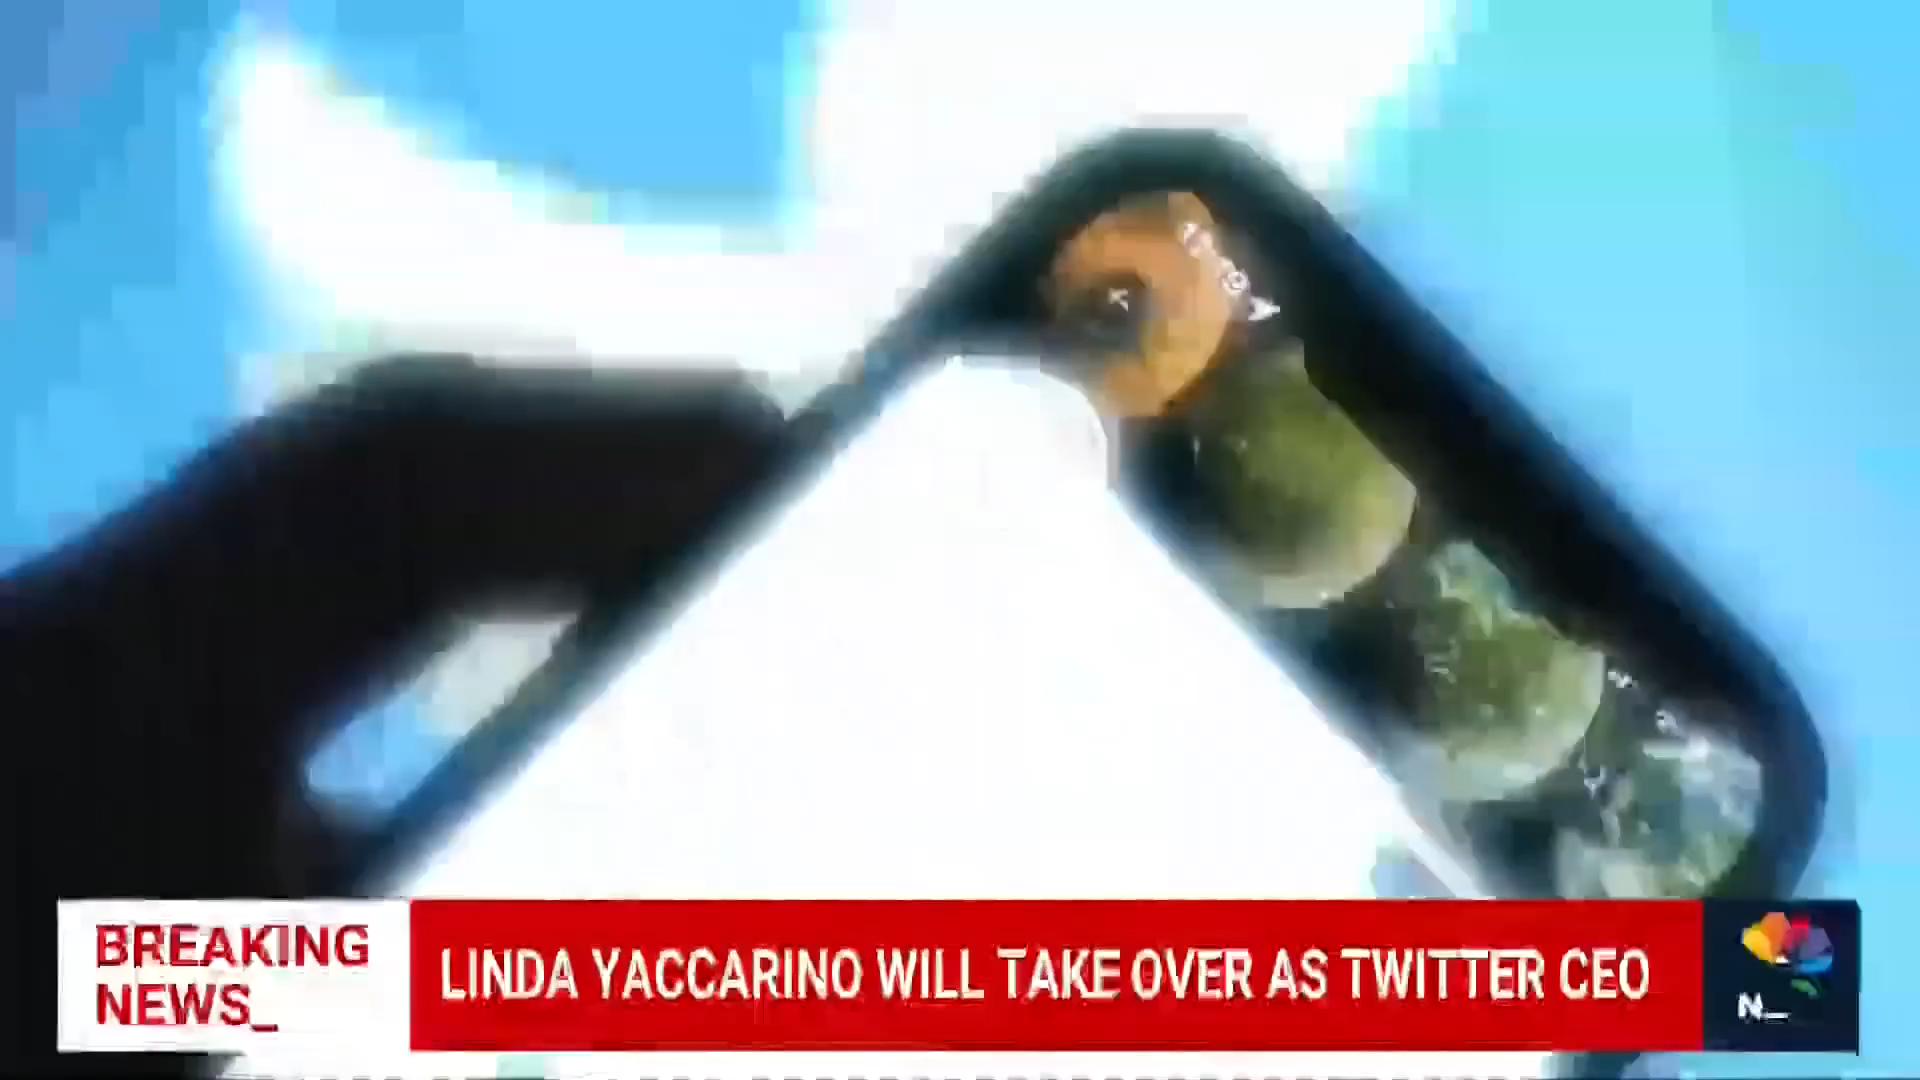 BREAKING
NEWS_
LINDA YACCARINO WILL TAKE OVER AS TWITTER CEO
N_